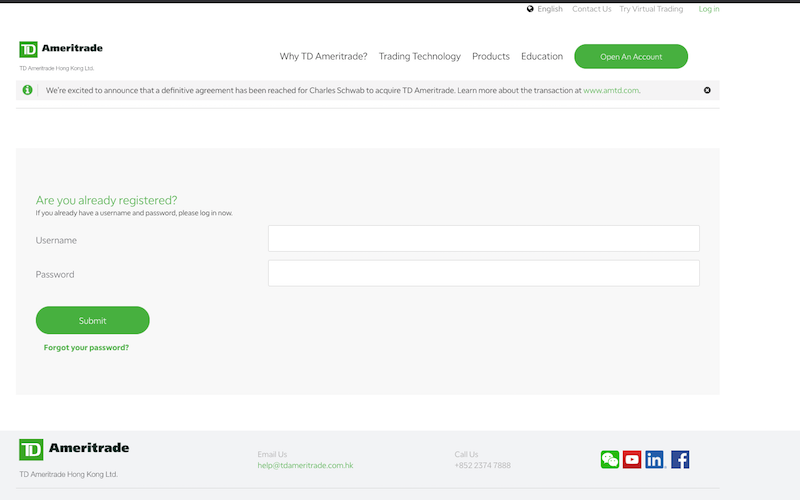 English Contact Us Try Virtual Trading Log in
TD Ameritrade
TD Ameritrade Hong Kong Ltd.
Why TD Ameritrade? Trading Technology Products Education Open An Account
We're excited to announce that a definitive agreement has been reached for Charles Schwab to acquire TD Ameritrade. Learn more about the transaction at www.amtd.com.
Are you already registered?
If you already have a username and password, please log in now.
Username
Password
Submit
Forgot your password?
TD Ameritrade
TD Ameritrade Hong Kong Ltd.
Email Us
help@tdameritrade.com.hk
Call Us
+852 2374 7888